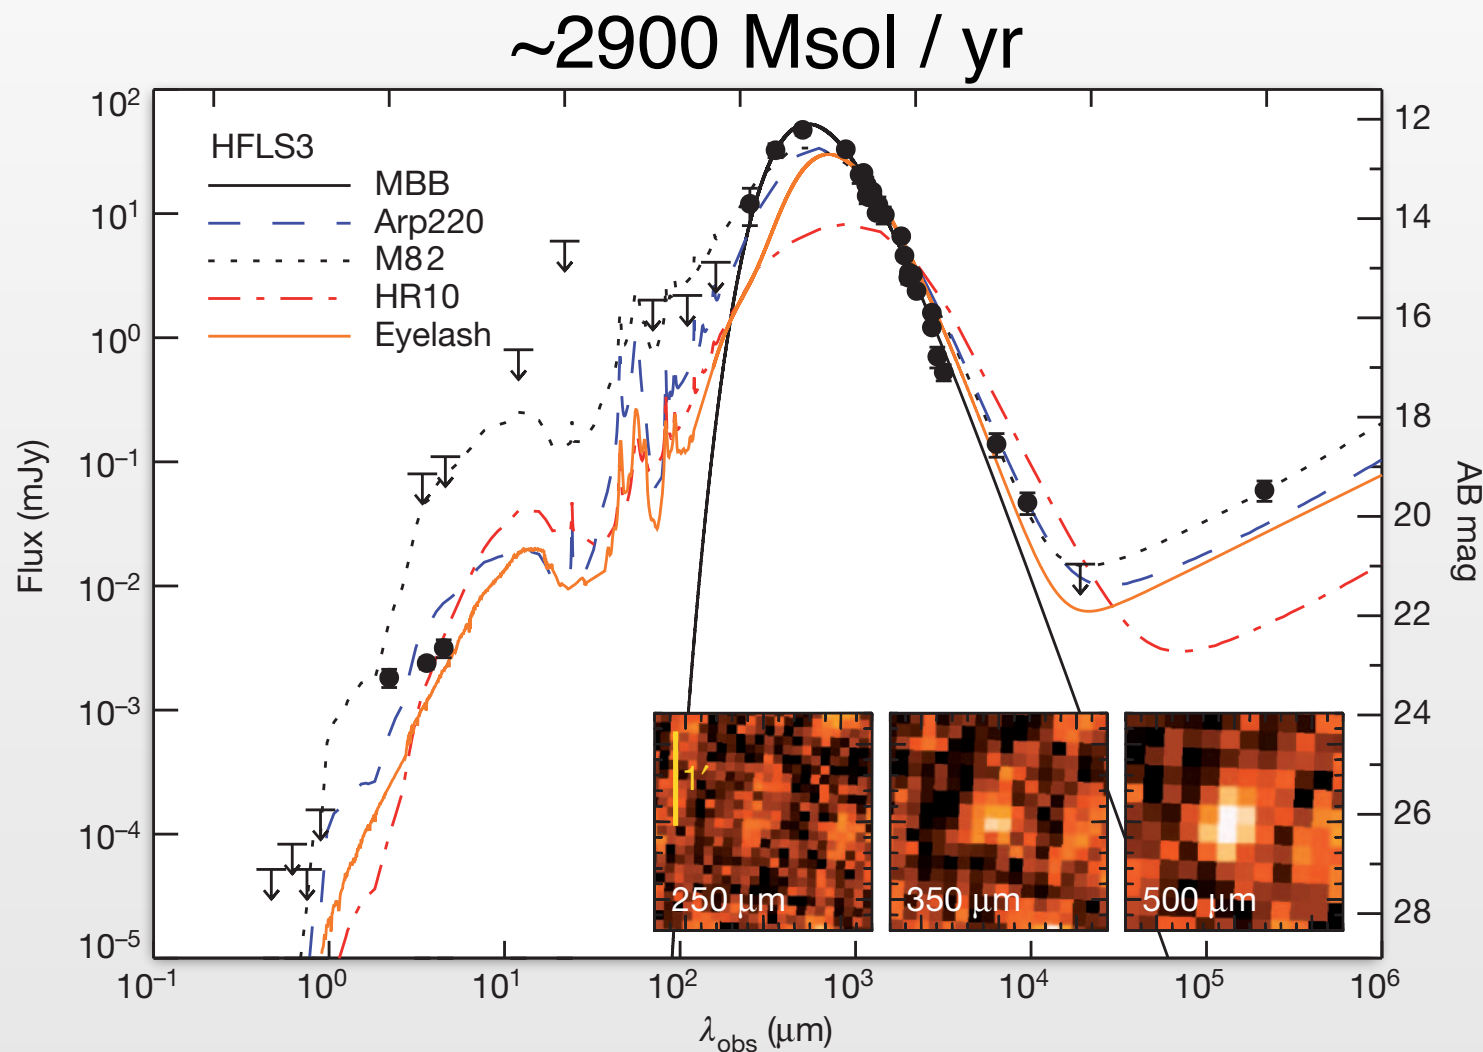 ~2900 Msol / yr
HFLS3
MBB
Arp220
M82
HR10
Eyelash
Flux (mJy)
10²
10¹
10⁰
10⁻¹
10⁻²
10⁻³
10⁻⁴
10⁻⁵
AB mag
12
14
16
18
20
22
24
26
28
1′
250 μm
350 μm
500 μm
10⁻¹ 10⁰ 10¹ 10² 10³ 10⁴ 10⁵ 10⁶
λobs (μm)